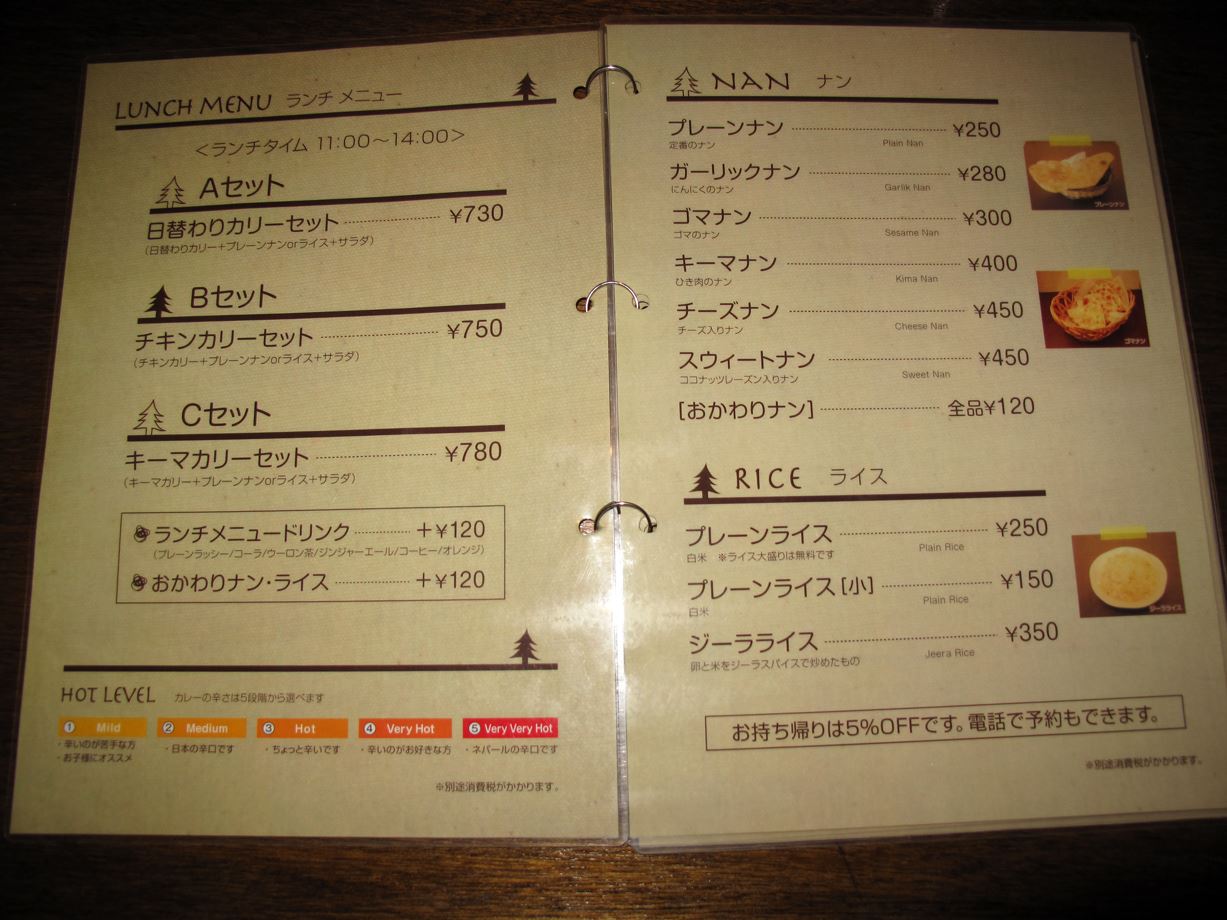 LUNCH MENU ランチ メニュー
<ランチタイム 11:00～14:00>
Aセット
日替わりカリーセット ¥730
(日替わりカリー+プレーンナンorライス+サラダ)
Bセット
チキンカリーセット ¥750
(チキンカリー+プレーンナンorライス+サラダ)
Cセット
キーマカリーセット ¥780
(キーマカリー+プレーンナンorライス+サラダ)
ランチメニュードリンク +¥120
(プレーンラッシー/コーラ/ウーロン茶/ジンジャーエール/コーヒー/オレンジ)
おかわりナン・ライス +¥120
HOT LEVEL カレーの辛さは5段階から選べます
① Mild ② Medium ③ Hot ④ Very Hot ⑤ Very Very Hot
・辛いのが苦手な方 ・日本の辛口です ・ちょっと辛いです ・辛いのがお好きな方 ・ネパールの辛口です
・お子様にオススメ
※別途消費税がかかります。
NAN ナン
プレーンナン ¥250
定番のナン Plain Nan
ガーリックナン ¥280
にんにくのナン Garlik Nan
ゴマナン ¥300
ゴマのナン Sesame Nan
キーマナン ¥400
ひき肉のナン Kima Nan
チーズナン ¥450
チーズ入りナン Cheese Nan
スウィートナン ¥450
ココナッツレーズン入りナン Sweet Nan
[おかわりナン] 全品¥120
プレーンナン
ゴマナン
RICE ライス
プレーンライス ¥250
白米 ※ライス大盛りは無料です Plain Rice
プレーンライス[小] ¥150
白米 Plain Rice
ジーラライス ¥350
卵と米をジーラスパイスで炒めたもの Jeera Rice
ジーラライス
お持ち帰りは5%OFFです。電話で予約もできます。
※別途消費税がかかります。